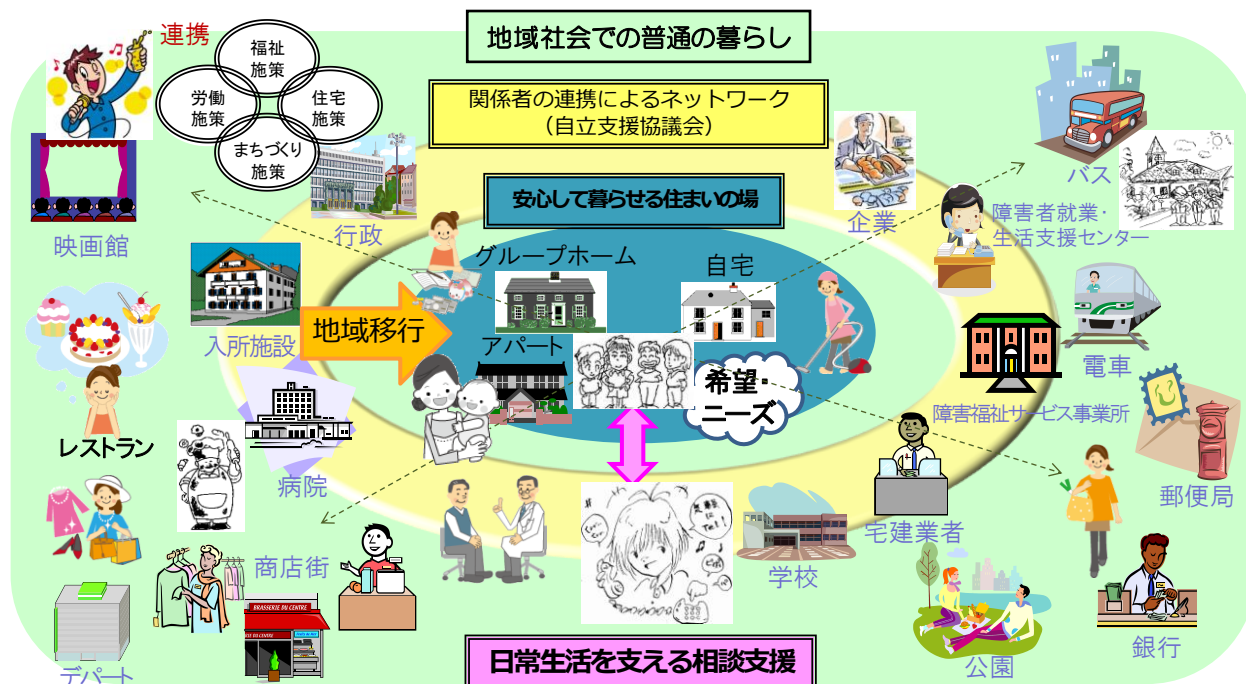 地域社会での普通の暮らし
連携
福祉
施策
労働
施策
住宅
施策
まちづくり
施策
関係者の連携によるネットワーク
（自立支援協議会）
安心して暮らせる住まいの場
バス
企業
障害者就業・
生活支援センター
映画館
行政
グループホーム
自宅
入所施設
地域移行
アパート
希望・
ニーズ
電車
障害福祉サービス事業所
レストラン
病院
郵便局
宅建業者
商店街
学校
気軽に
Tel!
BRASSERIE DU CENTRE
銀行
公園
デパート
日常生活を支える相談支援